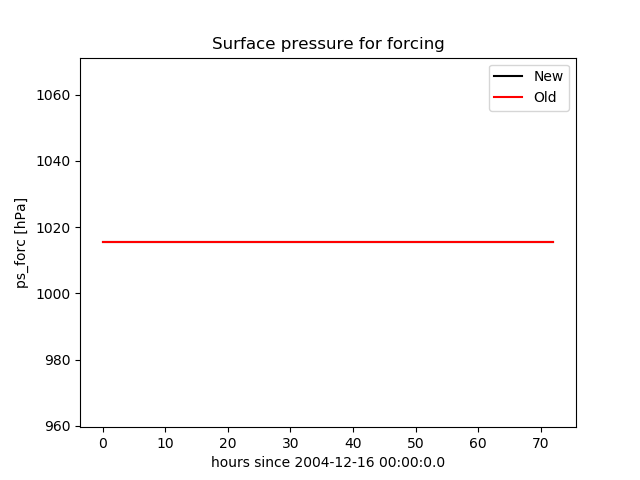 Surface pressure for forcing
New
Old
ps_forc [hPa]
1060
1040
1020
1000
980
960
0 10 20 30 40 50 60 70
hours since 2004-12-16 00:00:0.0